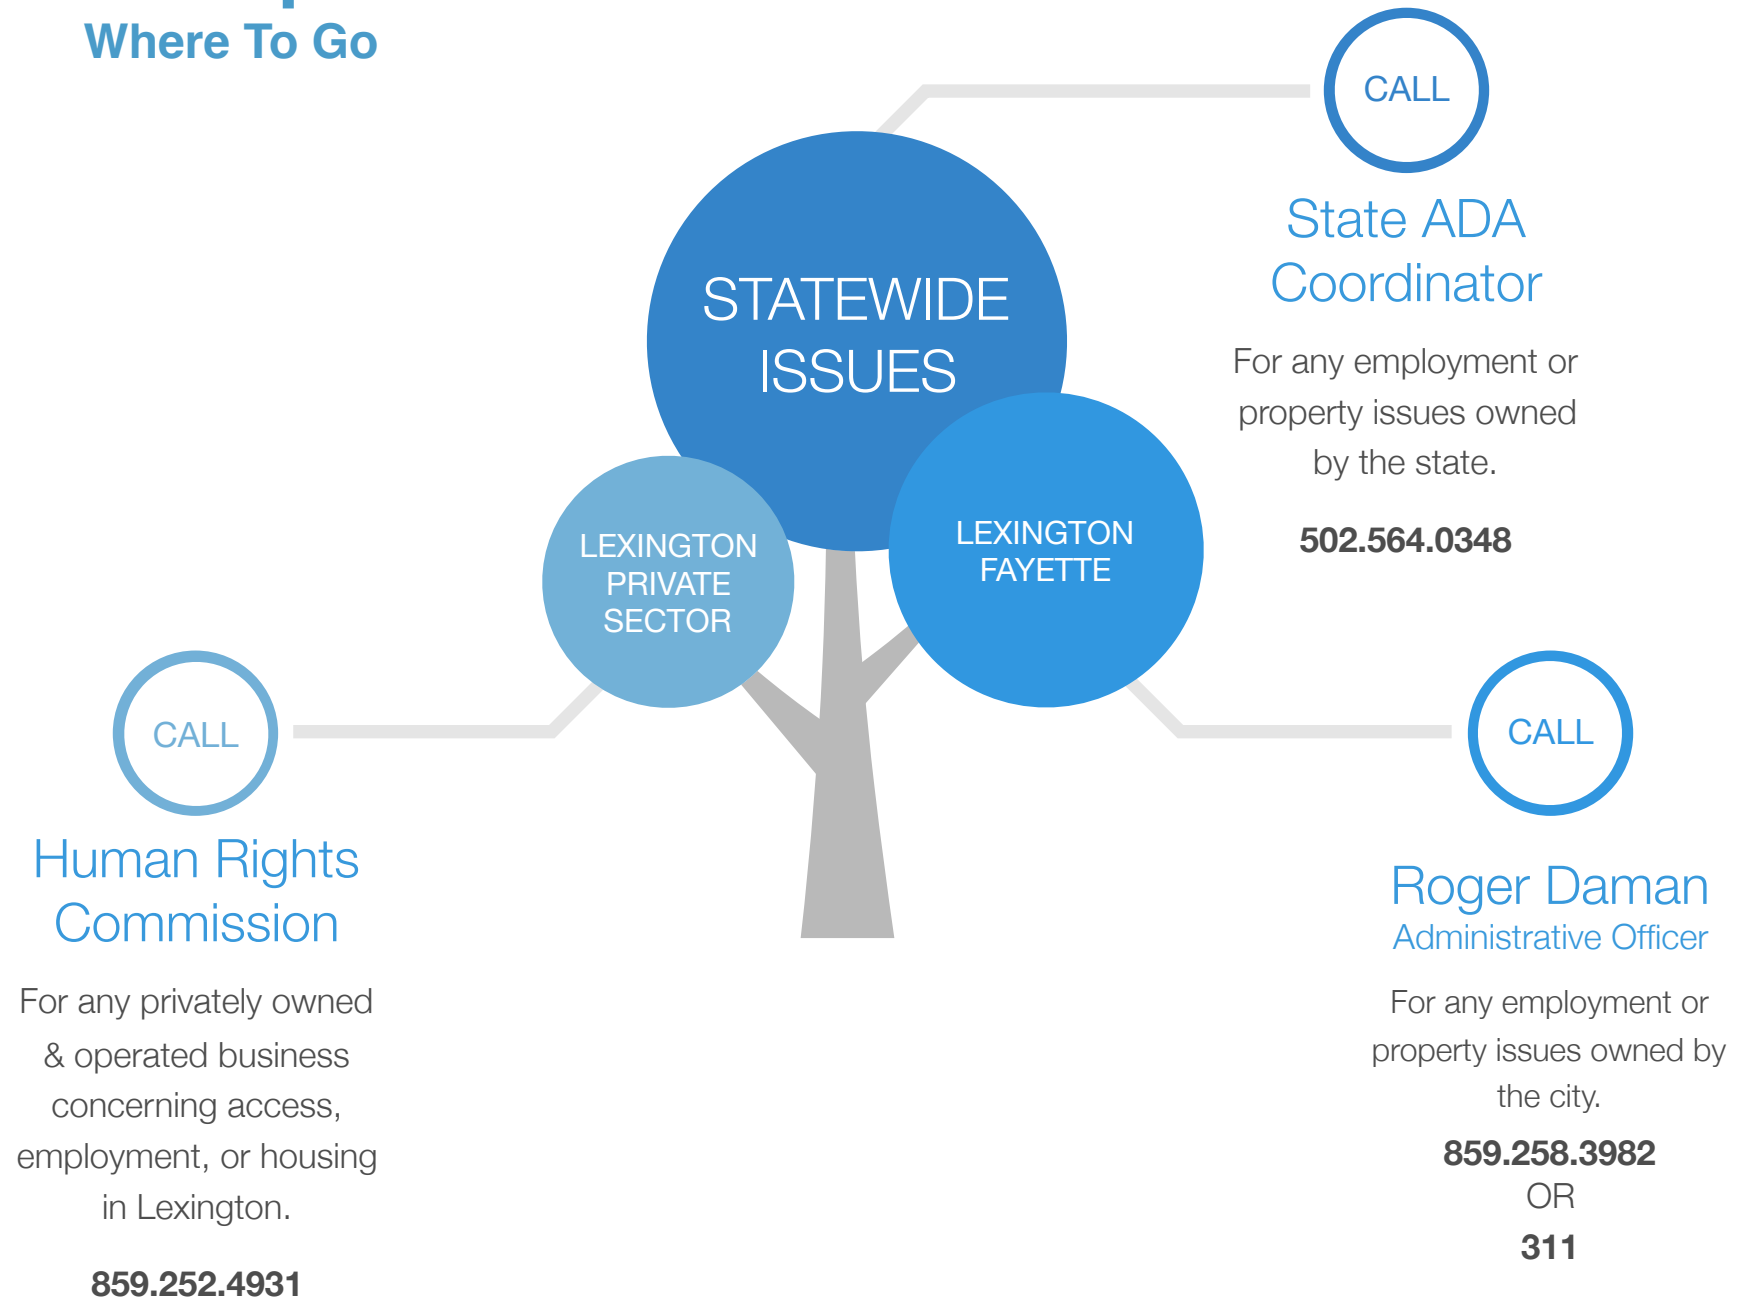 Where To Go
CALL
State ADA
Coordinator
For any employment or
property issues owned
by the state.
502.564.0348
STATEWIDE
ISSUES
LEXINGTON
PRIVATE
SECTOR
LEXINGTON
FAYETTE
CALL
Human Rights
Commission
For any privately owned
& operated business
concerning access,
employment, or housing
in Lexington.
859.252.4931
CALL
Roger Daman
Administrative Officer
For any employment or
property issues owned by
the city.
859.258.3982
OR
311